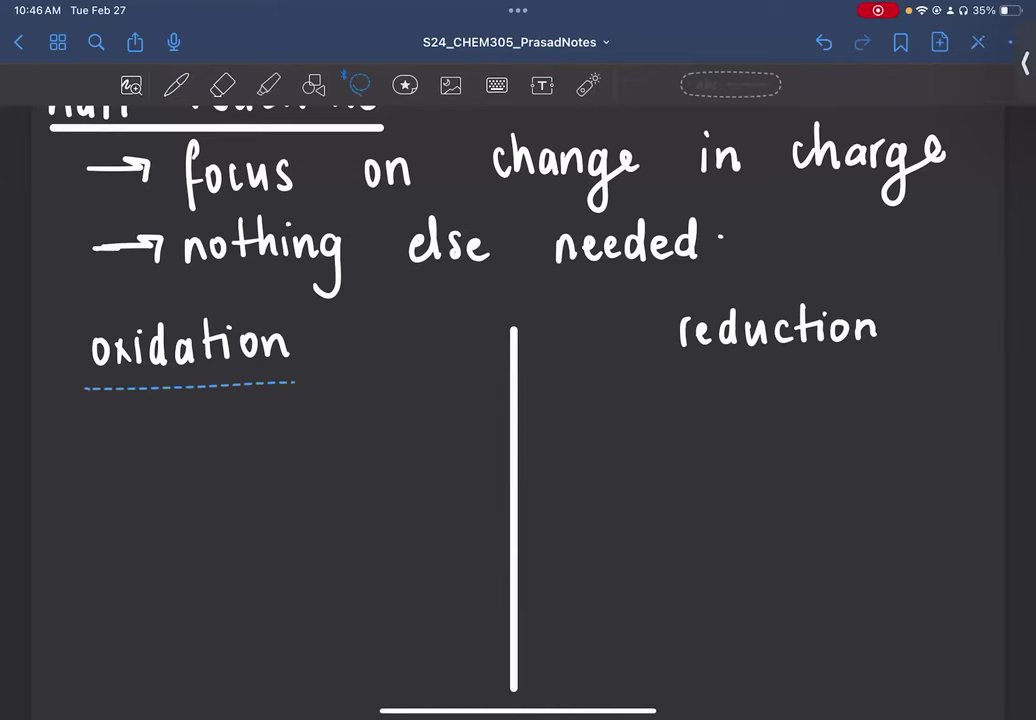 10:46 AM Tue Feb 27
35%
S24_CHEM305_PrasadNotes
→ focus on change in charge
→ nothing else needed.
oxidation
reduction